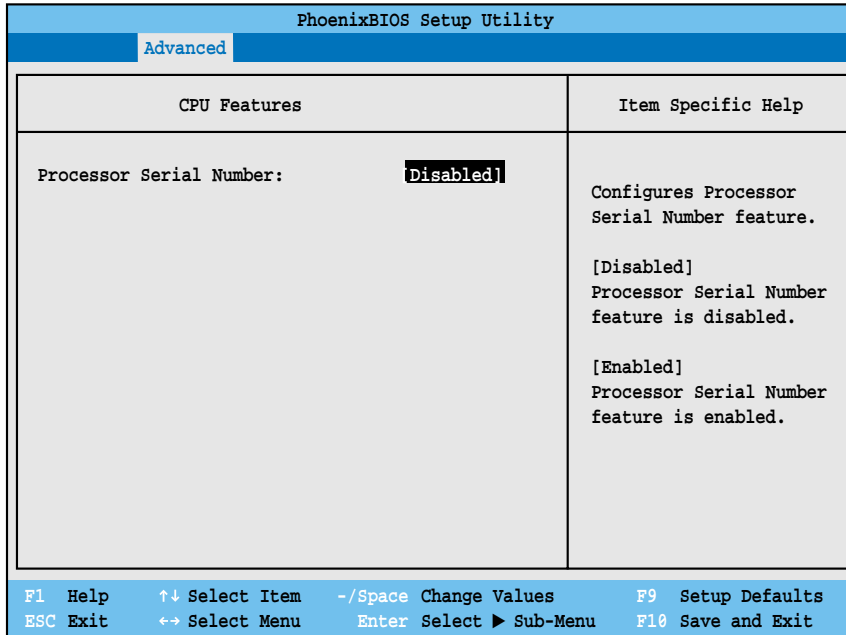 PhoenixBIOS Setup Utility
Advanced
CPU Features
Item Specific Help
Processor Serial Number: [Disabled]
Configures Processor
Serial Number feature.
[Disabled]
Processor Serial Number
feature is disabled.
[Enabled]
Processor Serial Number
feature is enabled.
F1 Help ↑↓ Select Item -/Space Change Values F9 Setup Defaults
ESC Exit ←→ Select Menu Enter Select ▶ Sub-Menu F10 Save and Exit